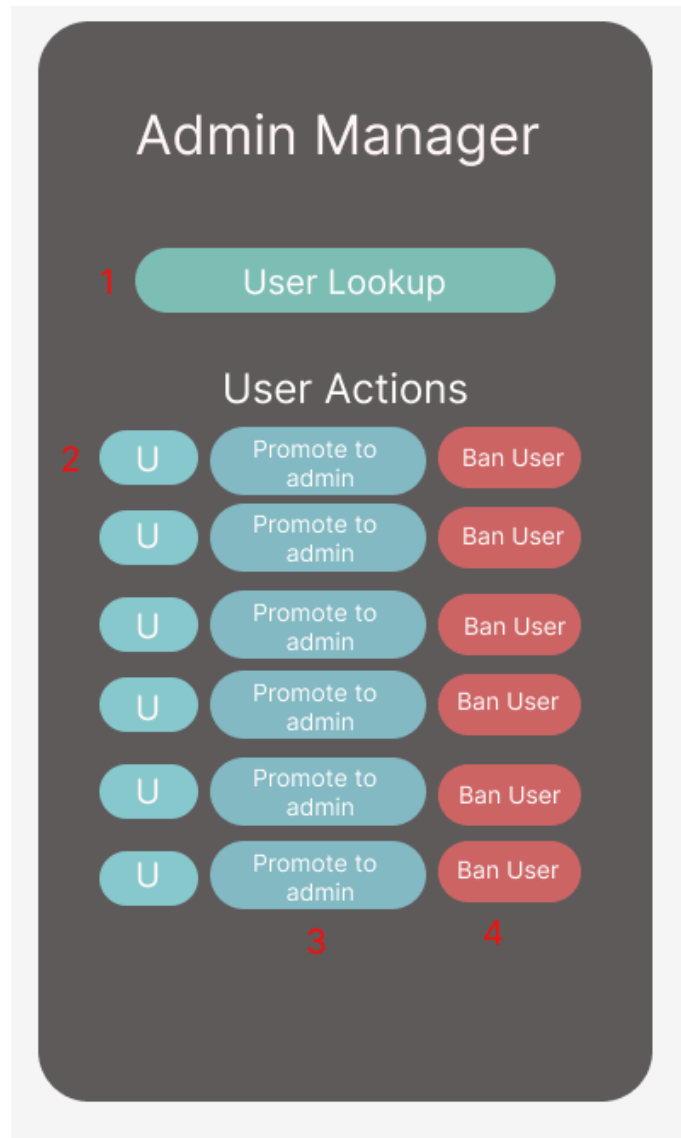 Admin Manager
1 User Lookup
User Actions
2 U Promote to admin Ban User
U Promote to admin Ban User
U Promote to admin Ban User
U Promote to admin Ban User
U Promote to admin Ban User
U Promote to admin Ban User
3 4